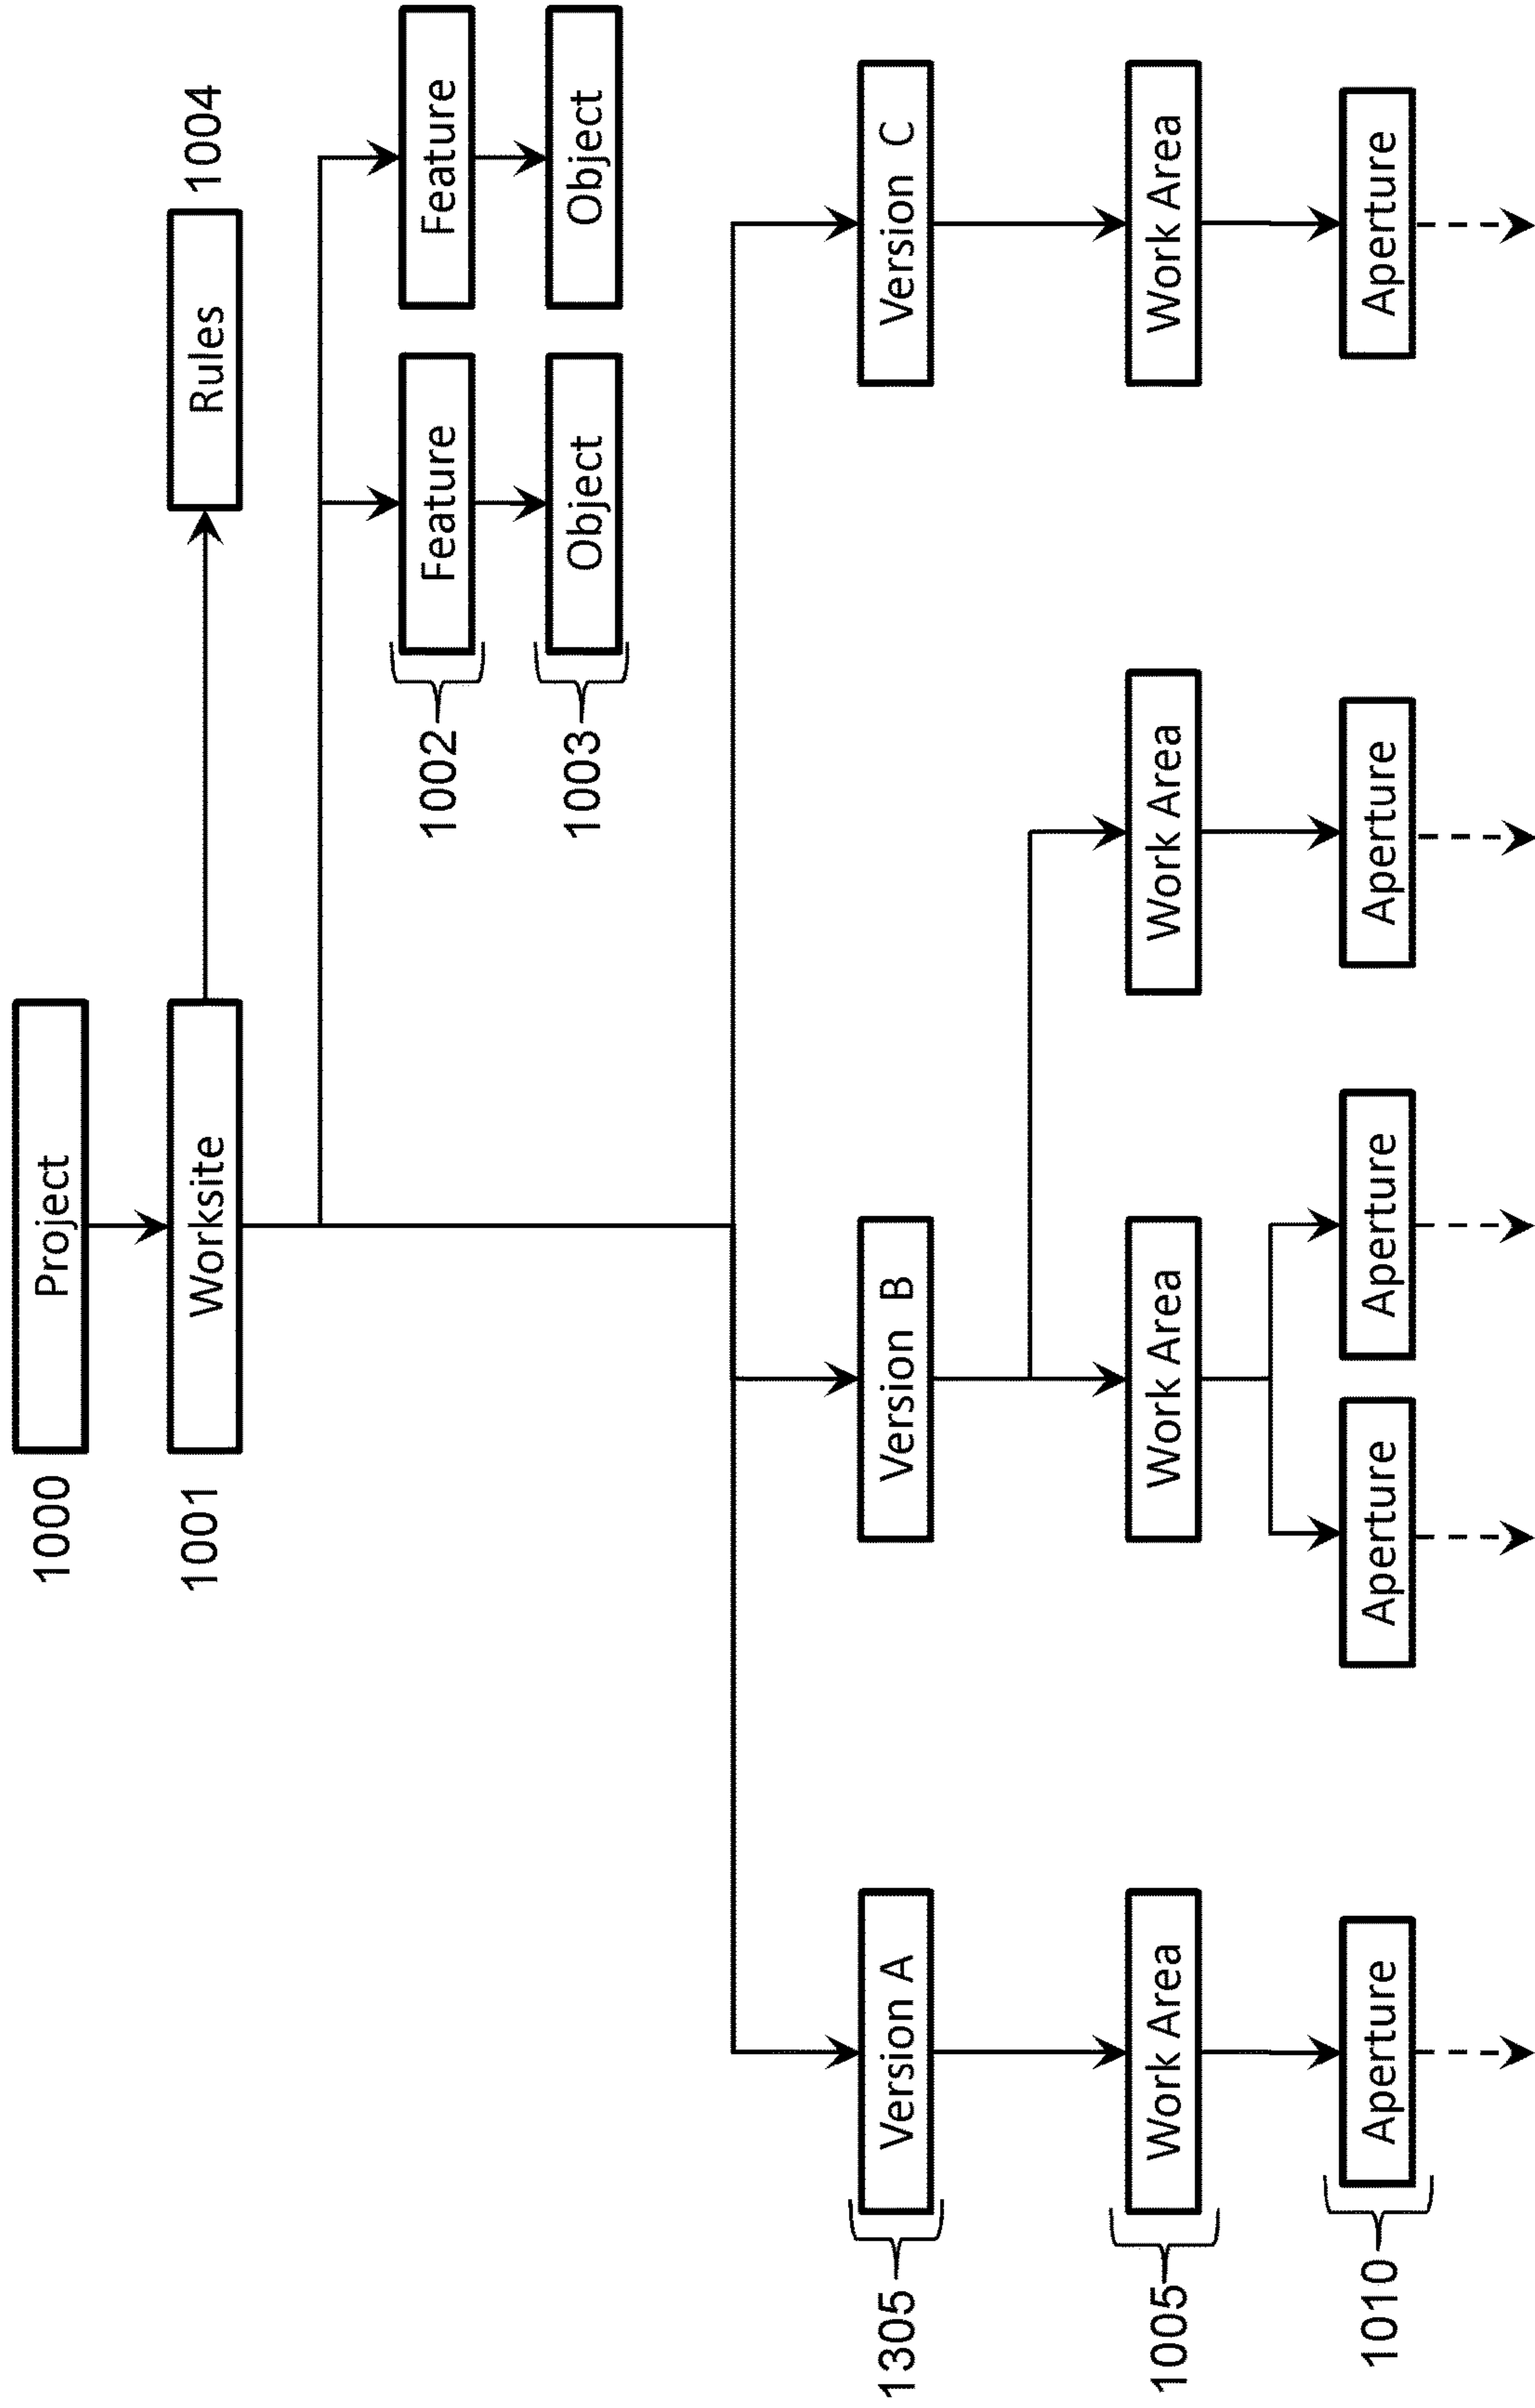 1000
Project
1001
Worksite
Rules
1004
1002
Feature
Feature
1003
Object
Object
1305
Version A
Version B
Version C
1005
Work Area
Work Area
Work Area
Work Area
1010
Aperture
Aperture
Aperture
Aperture
Aperture